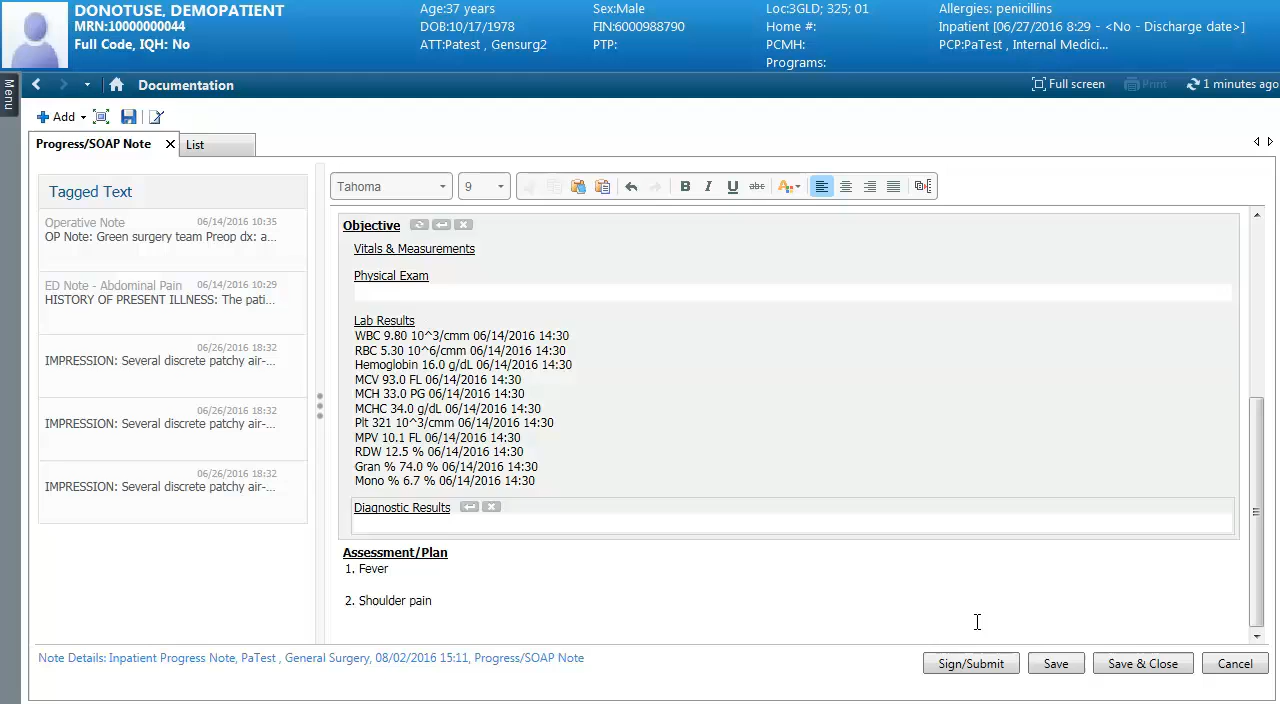 DONOTUSE, DEMOPATIENT
MRN:10000000044
Full Code, IQH: No
Age:37 years
DOB:10/17/1978
ATT:Patest , Gensurg2
Sex:Male
FIN:6000988790
PTP:
Loc:3GLD; 325; 01
Home #:
PCMH:
Programs:
Allergies: penicillins
Inpatient [06/27/2016 8:29 - <No - Discharge date>]
PCP:PaTest , Internal Medici...
Menu
Documentation
Full screen
Print
1 minutes ago
Add
Progress/SOAP Note
List
Tagged Text
Operative Note 06/14/2016 10:35
OP Note: Green surgery team Preop dx: a...
ED Note - Abdominal Pain 06/14/2016 10:29
HISTORY OF PRESENT ILLNESS: The pati...
06/26/2016 18:32
IMPRESSION: Several discrete patchy air-...
06/26/2016 18:32
IMPRESSION: Several discrete patchy air-...
06/26/2016 18:32
IMPRESSION: Several discrete patchy air-...
Tahoma 9 B I U abc A
Objective
Vitals & Measurements
Physical Exam
Lab Results
WBC 9.80 10^3/cmm 06/14/2016 14:30
RBC 5.30 10^6/cmm 06/14/2016 14:30
Hemoglobin 16.0 g/dL 06/14/2016 14:30
MCV 93.0 FL 06/14/2016 14:30
MCH 33.0 PG 06/14/2016 14:30
MCHC 34.0 g/dL 06/14/2016 14:30
Plt 321 10^3/cmm 06/14/2016 14:30
MPV 10.1 FL 06/14/2016 14:30
RDW 12.5 % 06/14/2016 14:30
Gran % 74.0 % 06/14/2016 14:30
Mono % 6.7 % 06/14/2016 14:30
Diagnostic Results
Assessment/Plan
1. Fever
2. Shoulder pain
Note Details: Inpatient Progress Note, PaTest , General Surgery, 08/02/2016 15:11, Progress/SOAP Note
Sign/Submit
Save
Save & Close
Cancel